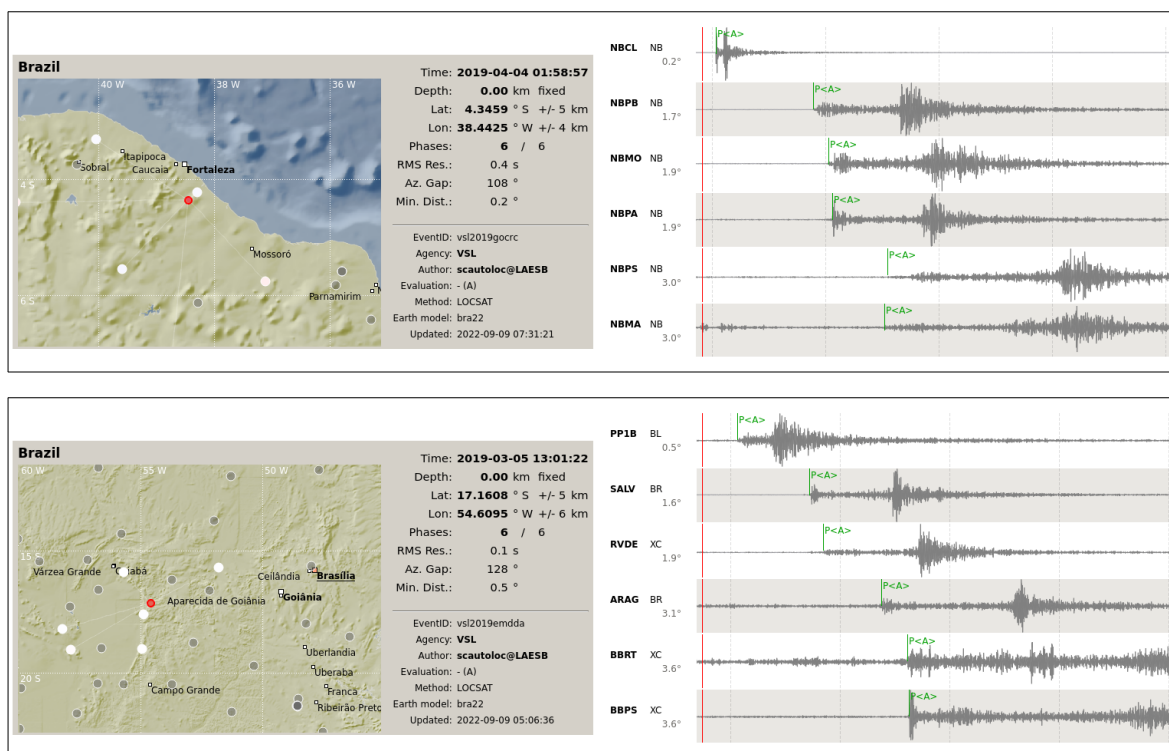 Brazil
40 W 38 W 36 W
Sobral
Itapipoca
Caucaia
Fortaleza
4 S
Mossoró
Parnamirim
6 S
Time: 2019-04-04 01:58:57
Depth: 0.00 km fixed
Lat: 4.3459 ° S +/- 5 km
Lon: 38.4425 ° W +/- 4 km
Phases: 6 / 6
RMS Res.: 0.4 s
Az. Gap: 108 °
Min. Dist.: 0.2 °
EventID: vsl2019gocrc
Agency: VSL
Author: scautoloc@LAESB
Evaluation: - (A)
Method: LOCSAT
Earth model: bra22
Updated: 2022-09-09 07:31:21
NBCL NB 0.2° P<A>
NBPB NB 1.7° P<A>
NBMO NB 1.9° P<A>
NBPA NB 1.9° P<A>
NBPS NB 3.0° P<A>
NBMA NB 3.0° P<A>
Brazil
60 W 55 W 50 W
15 S
Várzea Grande
Ceilândia
Brasília
Aparecida de Goiânia
Goiânia
Uberlandia
Uberaba
Campo Grande
Franca
Ribeirão Preto
20 S
Time: 2019-03-05 13:01:22
Depth: 0.00 km fixed
Lat: 17.1608 ° S +/- 5 km
Lon: 54.6095 ° W +/- 6 km
Phases: 6 / 6
RMS Res.: 0.1 s
Az. Gap: 128 °
Min. Dist.: 0.5 °
EventID: vsl2019emdda
Agency: VSL
Author: scautoloc@LAESB
Evaluation: - (A)
Method: LOCSAT
Earth model: bra22
Updated: 2022-09-09 05:06:36
PP1B BL 0.5° P<A>
SALV BR 1.6° P<A>
RVDE XC 1.9° P<A>
ARAG BR 3.1° P<A>
BBRT XC 3.6° P<A>
BBPS XC 3.6° P<A>